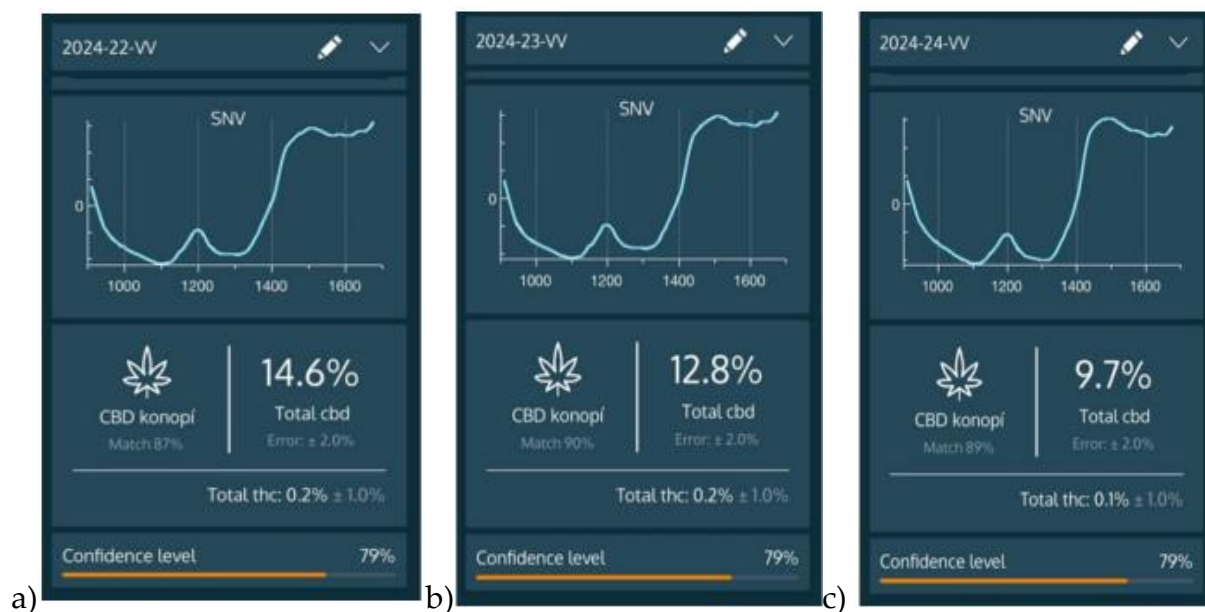 2024-22-VV
SNV
0
1000 1200 1400 1600
14.6%
CBD konopí
Total cbd
Match 87%
Error: ± 2.0%
Total thc: 0.2% ± 1.0%
Confidence level 79%
a)
2024-23-VV
SNV
0
1000 1200 1400 1600
12.8%
CBD konopí
Total cbd
Match 90%
Error: ± 2.0%
Total thc: 0.2% ± 1.0%
Confidence level 79%
b)
2024-24-VV
SNV
0
1000 1200 1400 1600
9.7%
CBD konopí
Total cbd
Match 89%
Error: ± 2.0%
Total thc: 0.1% ± 1.0%
Confidence level 79%
c)